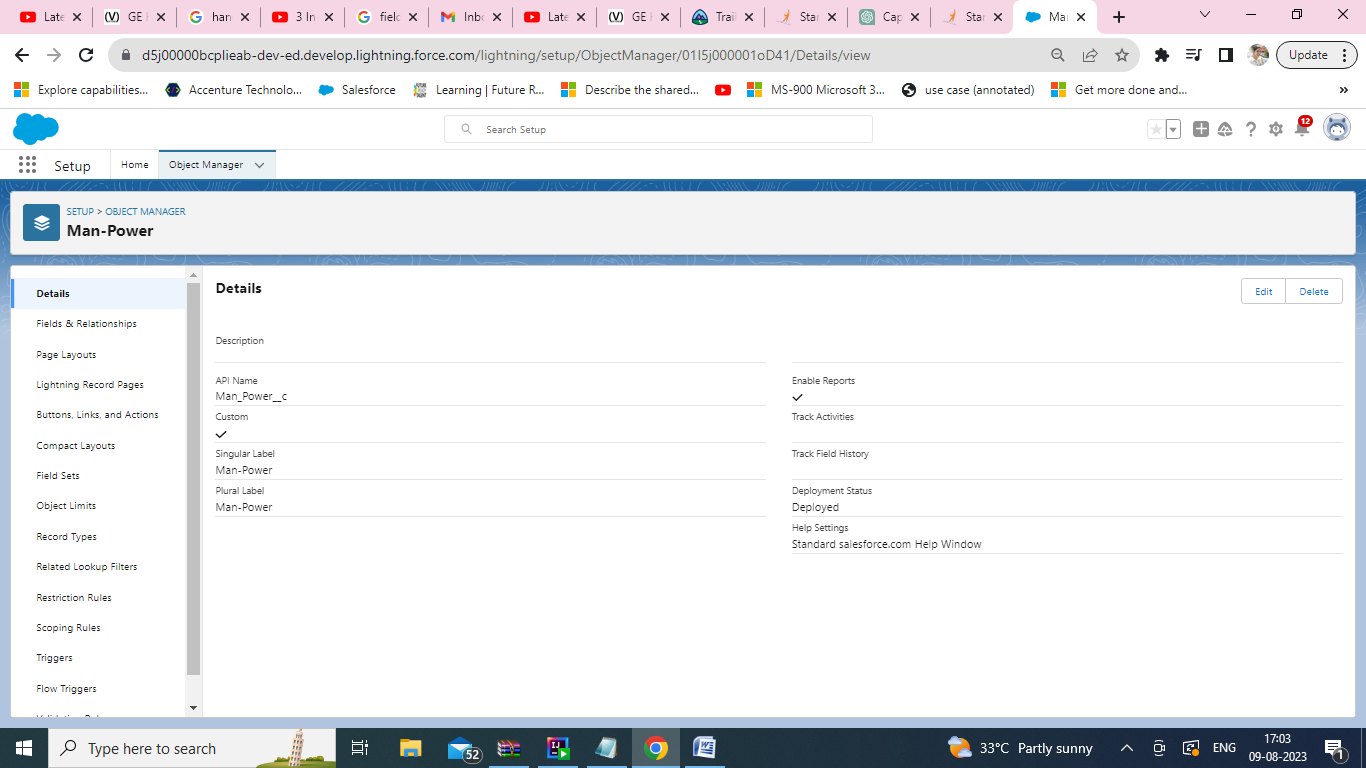 Late
GE I
han
3 In
field
Inbo
Late
GE I
Trai
Star
Cap
Star
Mar
d5j00000bcplieab-dev-ed.develop.lightning.force.com/lightning/setup/ObjectManager/01I5j000001oD41/Details/view
Update
Explore capabilities...
Accenture Technolo...
Salesforce
Learning | Future R...
Describe the shared...
MS-900 Microsoft 3...
use case (annotated)
Get more done and...
»
Search Setup
12
Setup
Home
Object Manager
SETUP > OBJECT MANAGER
Man-Power
Details
Fields & Relationships
Page Layouts
Lightning Record Pages
Buttons, Links, and Actions
Compact Layouts
Field Sets
Object Limits
Record Types
Related Lookup Filters
Restriction Rules
Scoping Rules
Triggers
Flow Triggers
Details
Edit
Delete
Description
API Name
Man_Power__c
Custom
Singular Label
Man-Power
Plural Label
Man-Power
Enable Reports
Track Activities
Track Field History
Deployment Status
Deployed
Help Settings
Standard salesforce.com Help Window
Type here to search
52
33°C Partly sunny
ENG
17:03
09-08-2023
1